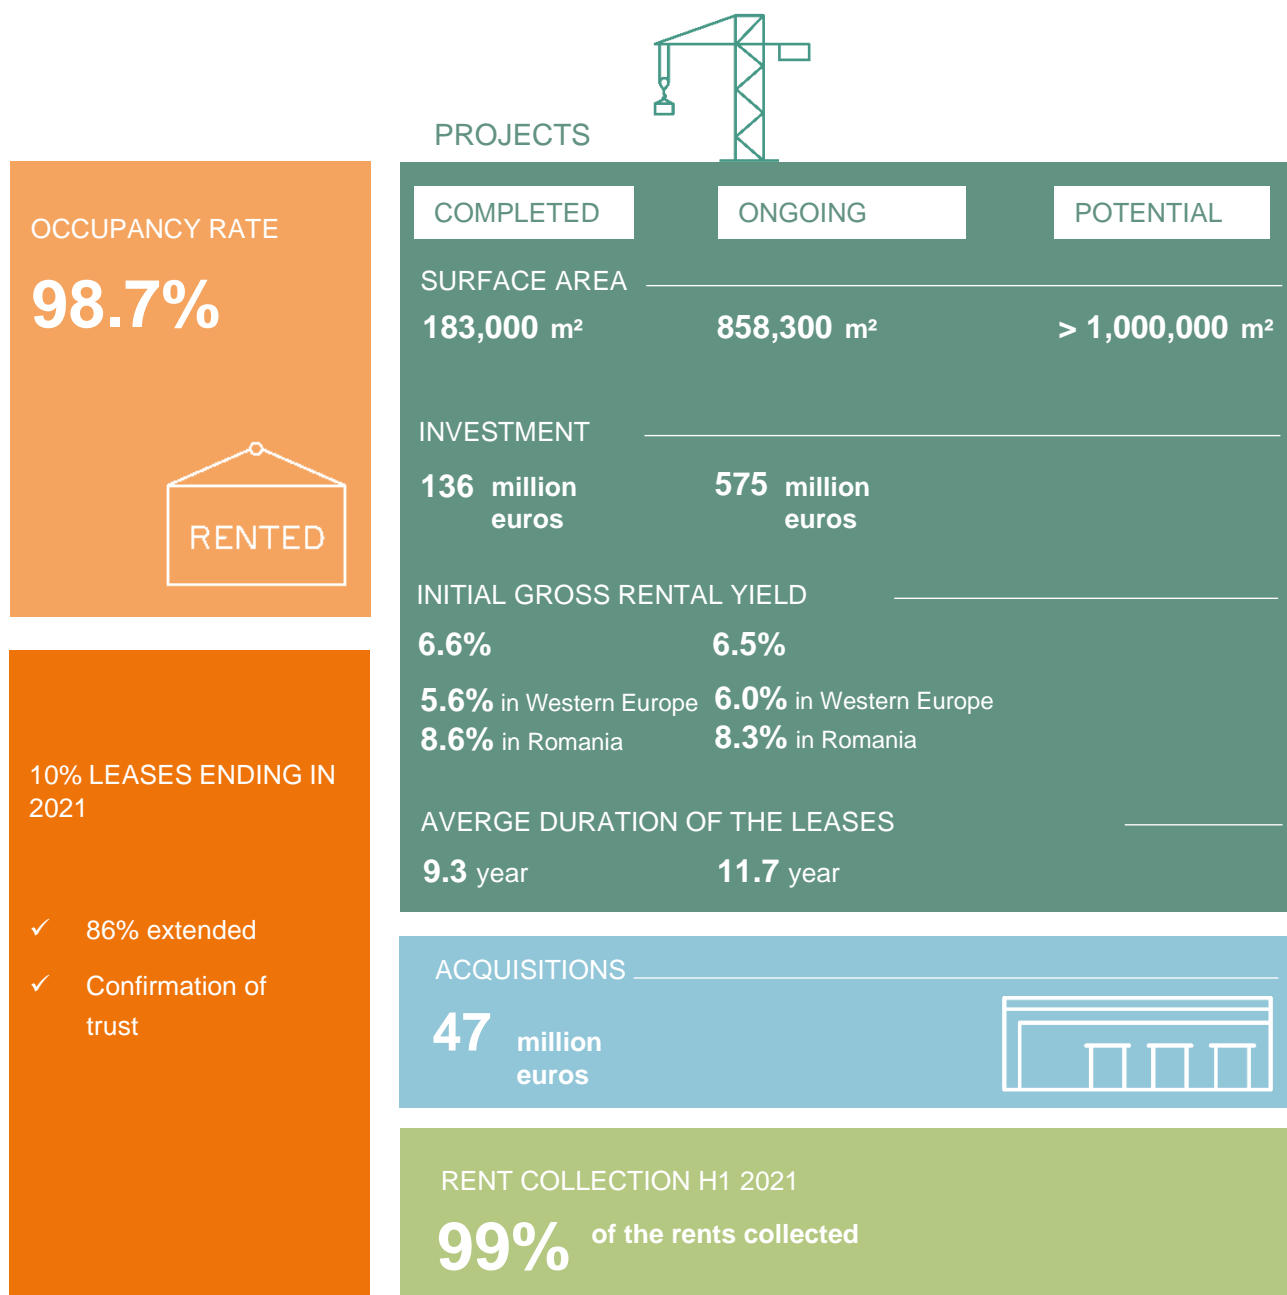 PROJECTS
OCCUPANCY RATE
98.7%
RENTED
10% LEASES ENDING IN
2021
✓ 86% extended
✓ Confirmation of
trust
COMPLETED ONGOING POTENTIAL
SURFACE AREA
183,000 m² 858,300 m² > 1,000,000 m²
INVESTMENT
136 million 575 million
euros euros
INITIAL GROSS RENTAL YIELD
6.6% 6.5%
5.6% in Western Europe 6.0% in Western Europe
8.6% in Romania 8.3% in Romania
AVERGE DURATION OF THE LEASES
9.3 year 11.7 year
ACQUISITIONS
47 million
euros
RENT COLLECTION H1 2021
99% of the rents collected